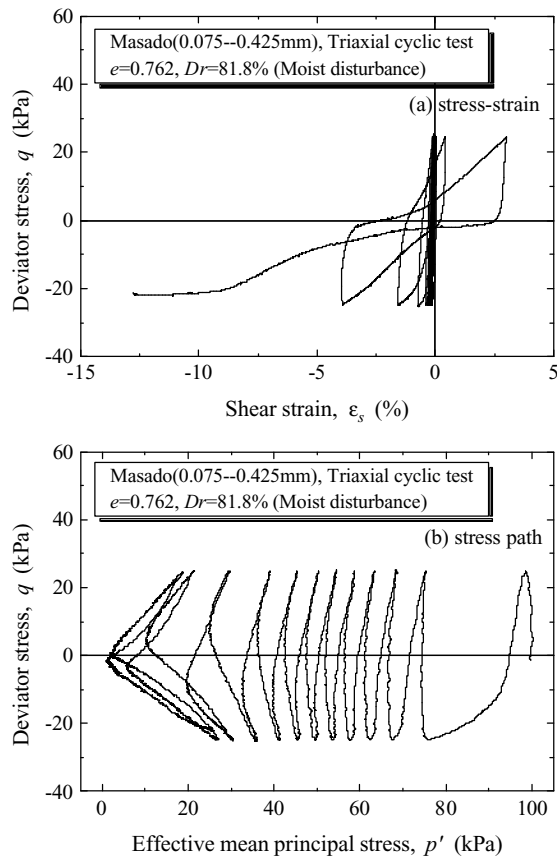 Masado(0.075--0.425mm), Triaxial cyclic test
e=0.762, Dr=81.8% (Moist disturbance)
(a) stress-strain
60
40
20
0
-20
-40
Deviator stress, q (kPa)
-15 -10 -5 0 5
Shear strain, εs (%)
Masado(0.075--0.425mm), Triaxial cyclic test
e=0.762, Dr=81.8% (Moist disturbance)
(b) stress path
60
40
20
0
-20
-40
Deviator stress, q (kPa)
0 20 40 60 80 100
Effective mean principal stress, p' (kPa)